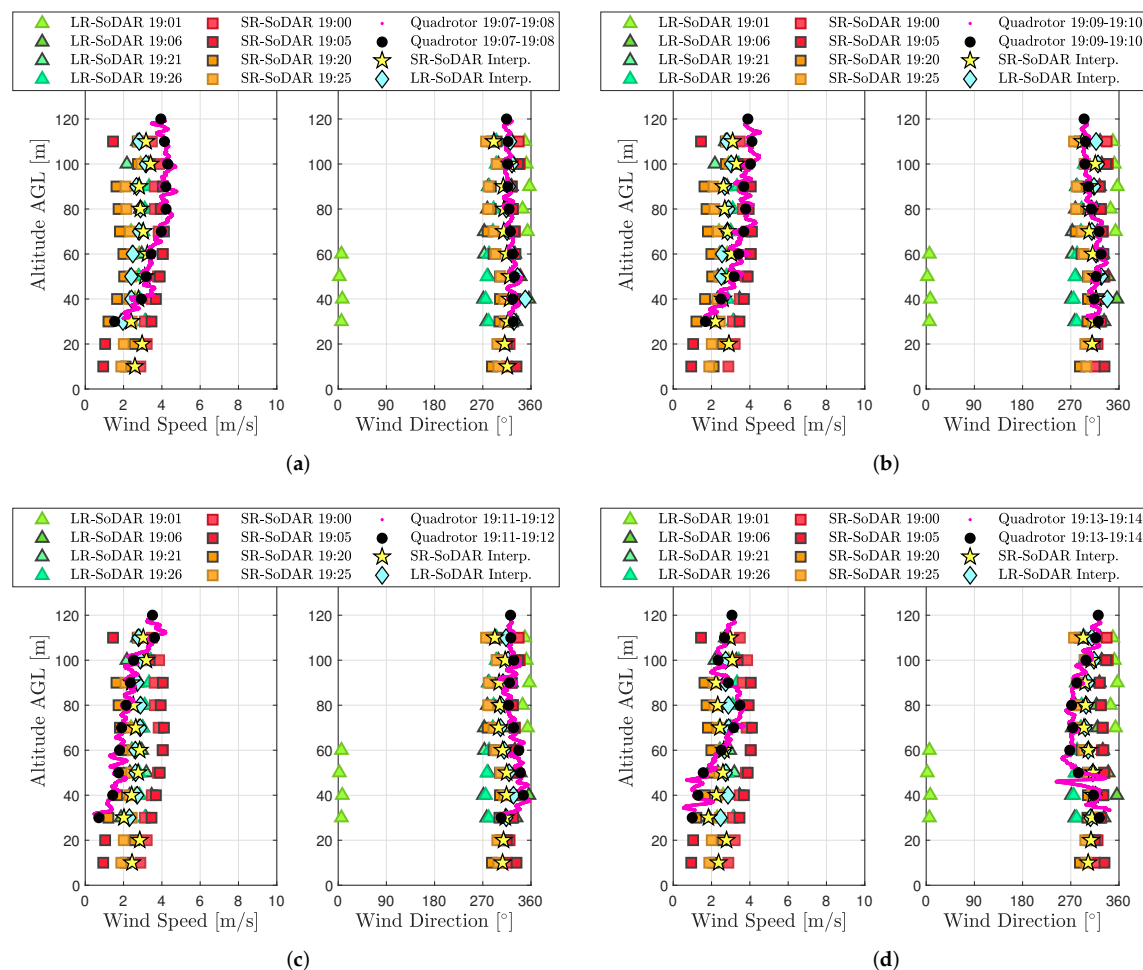 LR-SoDAR 19:01 SR-SoDAR 19:00 Quadrotor 19:07-19:08
LR-SoDAR 19:06 SR-SoDAR 19:05 Quadrotor 19:07-19:08
LR-SoDAR 19:21 SR-SoDAR 19:20 SR-SoDAR Interp.
LR-SoDAR 19:26 SR-SoDAR 19:25 LR-SoDAR Interp.
120
100
80
60
40
20
0
Altitude AGL [m]
0 2 4 6 8 10
Wind Speed [m/s]
0 90 180 270 360
Wind Direction [°]
(a)
LR-SoDAR 19:01 SR-SoDAR 19:00 Quadrotor 19:09-19:10
LR-SoDAR 19:06 SR-SoDAR 19:05 Quadrotor 19:09-19:10
LR-SoDAR 19:21 SR-SoDAR 19:20 SR-SoDAR Interp.
LR-SoDAR 19:26 SR-SoDAR 19:25 LR-SoDAR Interp.
120
100
80
60
40
20
0
Altitude AGL [m]
0 2 4 6 8 10
Wind Speed [m/s]
0 90 180 270 360
Wind Direction [°]
(b)
LR-SoDAR 19:01 SR-SoDAR 19:00 Quadrotor 19:11-19:12
LR-SoDAR 19:06 SR-SoDAR 19:05 Quadrotor 19:11-19:12
LR-SoDAR 19:21 SR-SoDAR 19:20 SR-SoDAR Interp.
LR-SoDAR 19:26 SR-SoDAR 19:25 LR-SoDAR Interp.
120
100
80
60
40
20
0
Altitude AGL [m]
0 2 4 6 8 10
Wind Speed [m/s]
0 90 180 270 360
Wind Direction [°]
(c)
LR-SoDAR 19:01 SR-SoDAR 19:00 Quadrotor 19:13-19:14
LR-SoDAR 19:06 SR-SoDAR 19:05 Quadrotor 19:13-19:14
LR-SoDAR 19:21 SR-SoDAR 19:20 SR-SoDAR Interp.
LR-SoDAR 19:26 SR-SoDAR 19:25 LR-SoDAR Interp.
120
100
80
60
40
20
0
Altitude AGL [m]
0 2 4 6 8 10
Wind Speed [m/s]
0 90 180 270 360
Wind Direction [°]
(d)